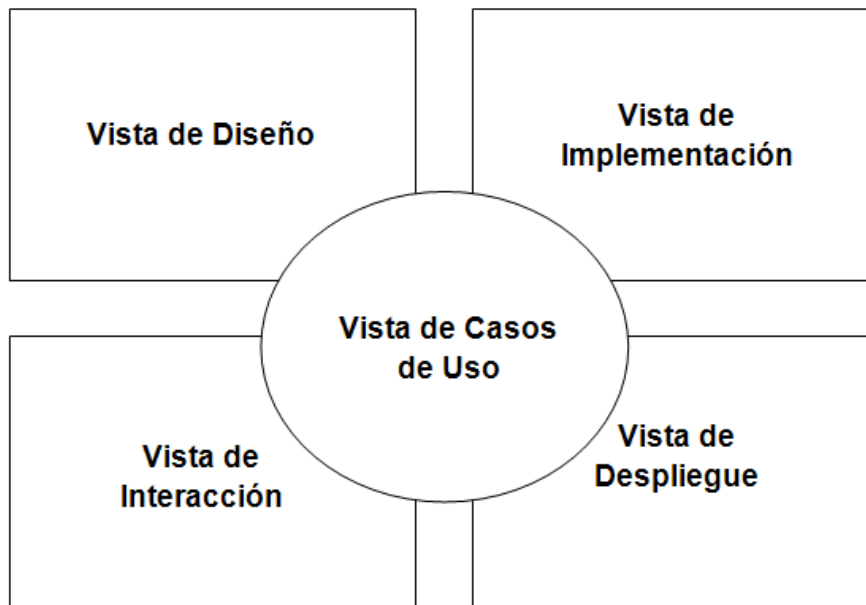 Vista de Diseño
Vista de
Implementación
Vista de Casos
de Uso
Vista de
Interacción
Vista de
Despliegue